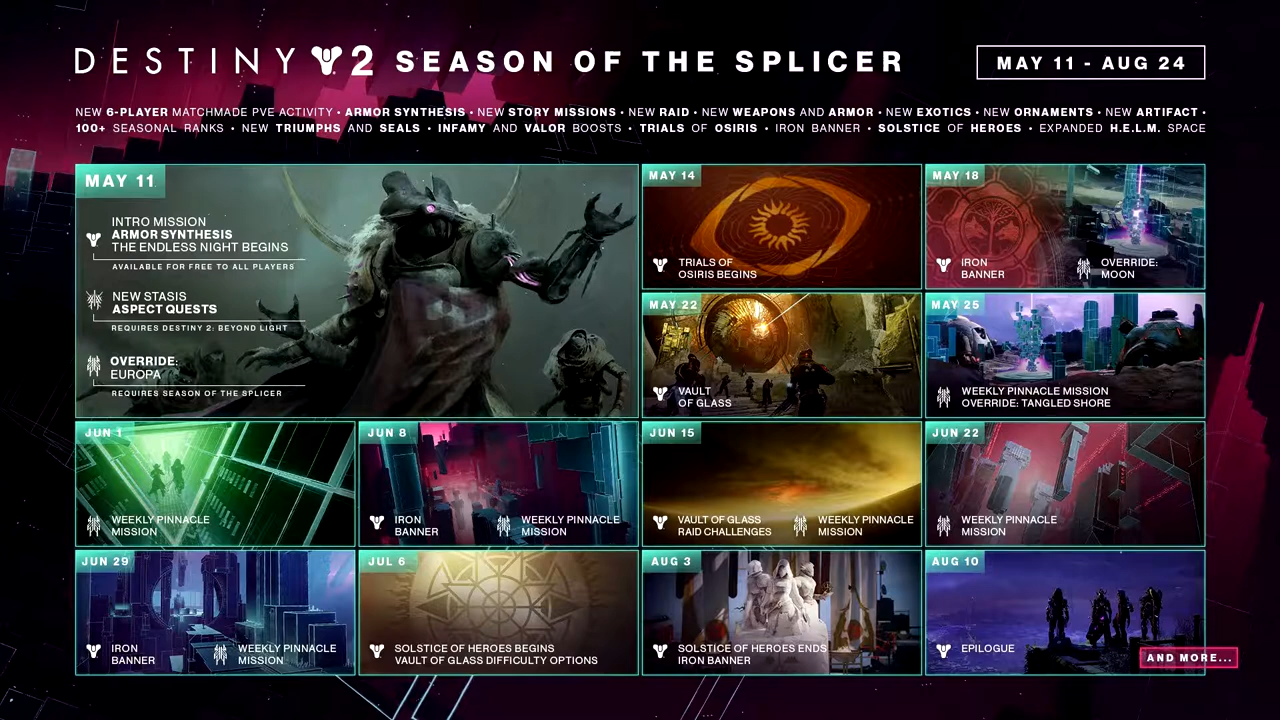 DESTINY 2 SEASON OF THE SPLICER
MAY 11 - AUG 24
NEW 6-PLAYER MATCHMADE PVE ACTIVITY • ARMOR SYNTHESIS • NEW STORY MISSIONS • NEW RAID • NEW WEAPONS AND ARMOR • NEW EXOTICS • NEW ORNAMENTS • NEW ARTIFACT •
100+ SEASONAL RANKS • NEW TRIUMPHS AND SEALS • INFAMY AND VALOR BOOSTS • TRIALS OF OSIRIS • IRON BANNER • SOLSTICE OF HEROES • EXPANDED H.E.L.M. SPACE
MAY 11
INTRO MISSION
ARMOR SYNTHESIS
THE ENDLESS NIGHT BEGINS
AVAILABLE FOR FREE TO ALL PLAYERS
NEW STASIS
ASPECT QUESTS
REQUIRES DESTINY 2: BEYOND LIGHT
OVERRIDE:
EUROPA
REQUIRES SEASON OF THE SPLICER
MAY 14
TRIALS OF
OSIRIS BEGINS
MAY 18
IRON
BANNER
OVERRIDE:
MOON
MAY 22
VAULT
OF GLASS
MAY 25
WEEKLY PINNACLE MISSION
OVERRIDE: TANGLED SHORE
JUN 1
WEEKLY PINNACLE
MISSION
JUN 8
IRON
BANNER
WEEKLY PINNACLE
MISSION
JUN 15
VAULT OF GLASS
RAID CHALLENGES
WEEKLY PINNACLE
MISSION
JUN 22
WEEKLY PINNACLE
MISSION
JUN 29
IRON
BANNER
WEEKLY PINNACLE
MISSION
JUL 6
SOLSTICE OF HEROES BEGINS
VAULT OF GLASS DIFFICULTY OPTIONS
AUG 3
SOLSTICE OF HEROES ENDS
IRON BANNER
AUG 10
EPILOGUE
AND MORE...